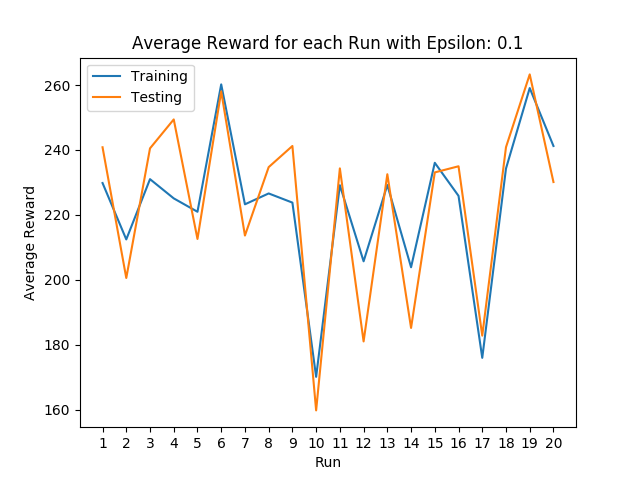 Average Reward for each Run with Epsilon: 0.1
Training
Testing
260
240
220
200
180
160
Average Reward
1 2 3 4 5 6 7 8 9 10 11 12 13 14 15 16 17 18 19 20
Run